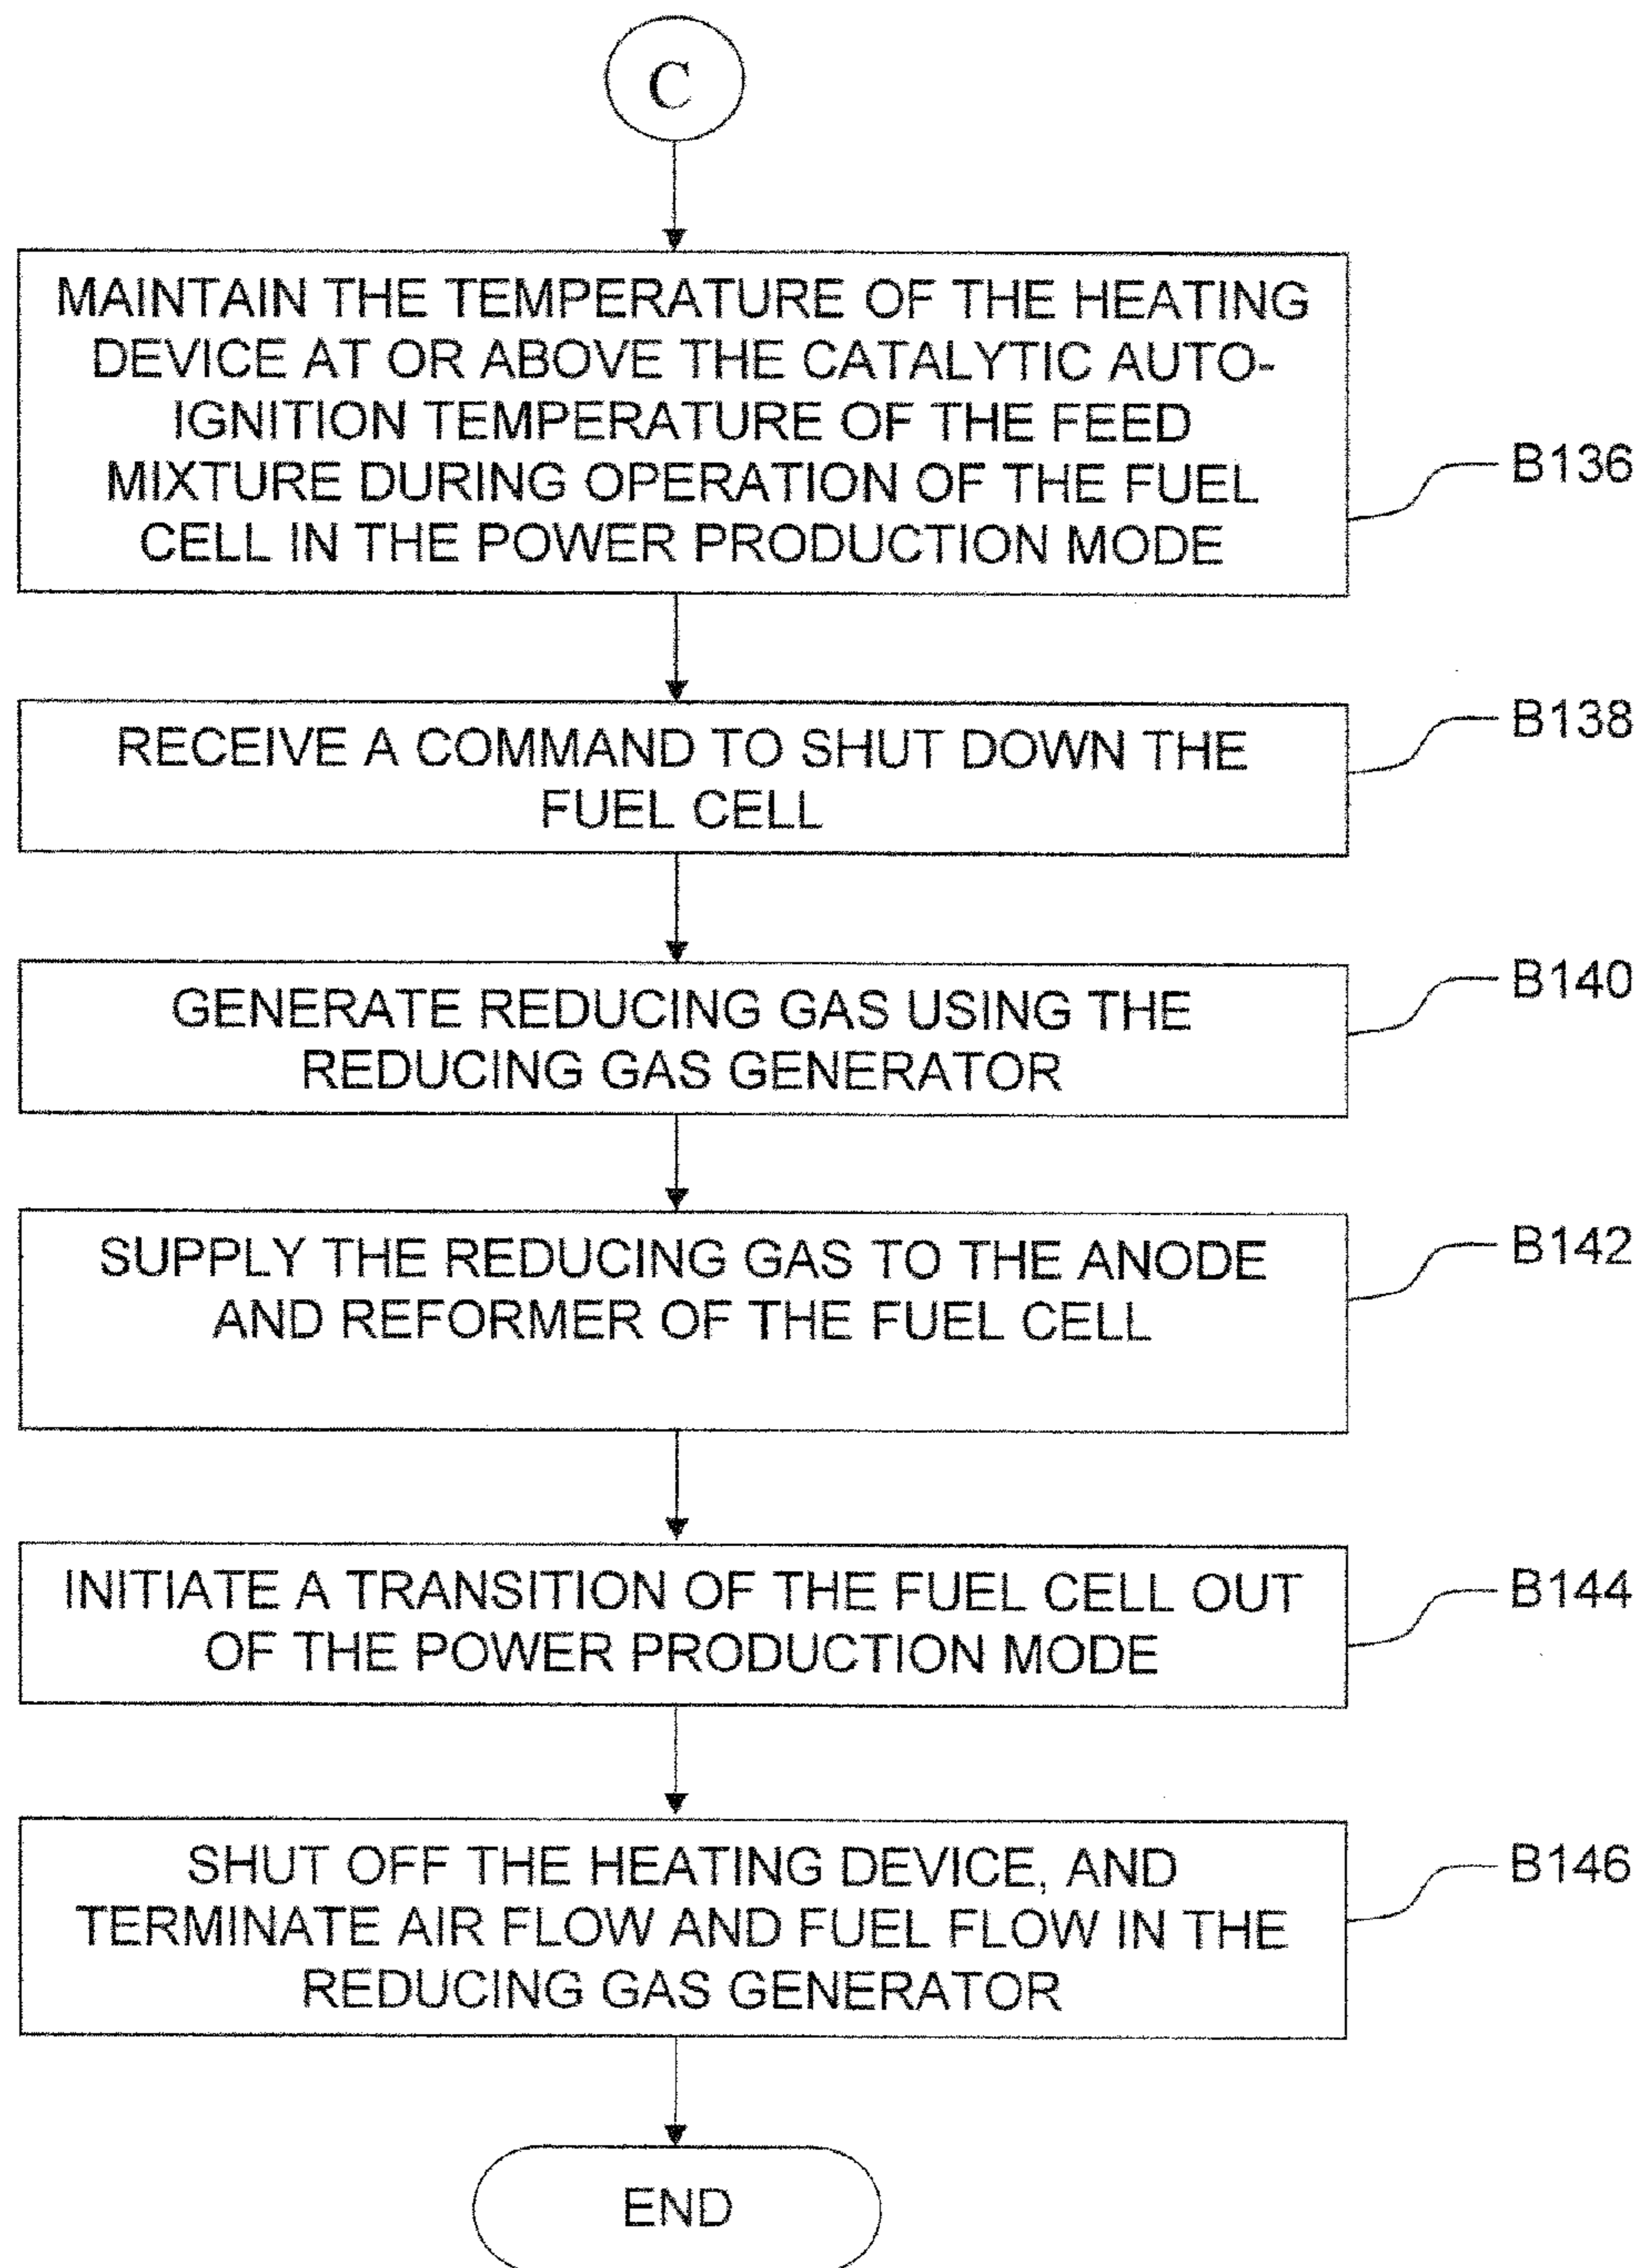 C
MAINTAIN THE TEMPERATURE OF THE HEATING
DEVICE AT OR ABOVE THE CATALYTIC AUTO-
IGNITION TEMPERATURE OF THE FEED
MIXTURE DURING OPERATION OF THE FUEL
CELL IN THE POWER PRODUCTION MODE
B136
RECEIVE A COMMAND TO SHUT DOWN THE
FUEL CELL
B138
GENERATE REDUCING GAS USING THE
REDUCING GAS GENERATOR
B140
SUPPLY THE REDUCING GAS TO THE ANODE
AND REFORMER OF THE FUEL CELL
B142
INITIATE A TRANSITION OF THE FUEL CELL OUT
OF THE POWER PRODUCTION MODE
B144
SHUT OFF THE HEATING DEVICE, AND
TERMINATE AIR FLOW AND FUEL FLOW IN THE
REDUCING GAS GENERATOR
B146
END